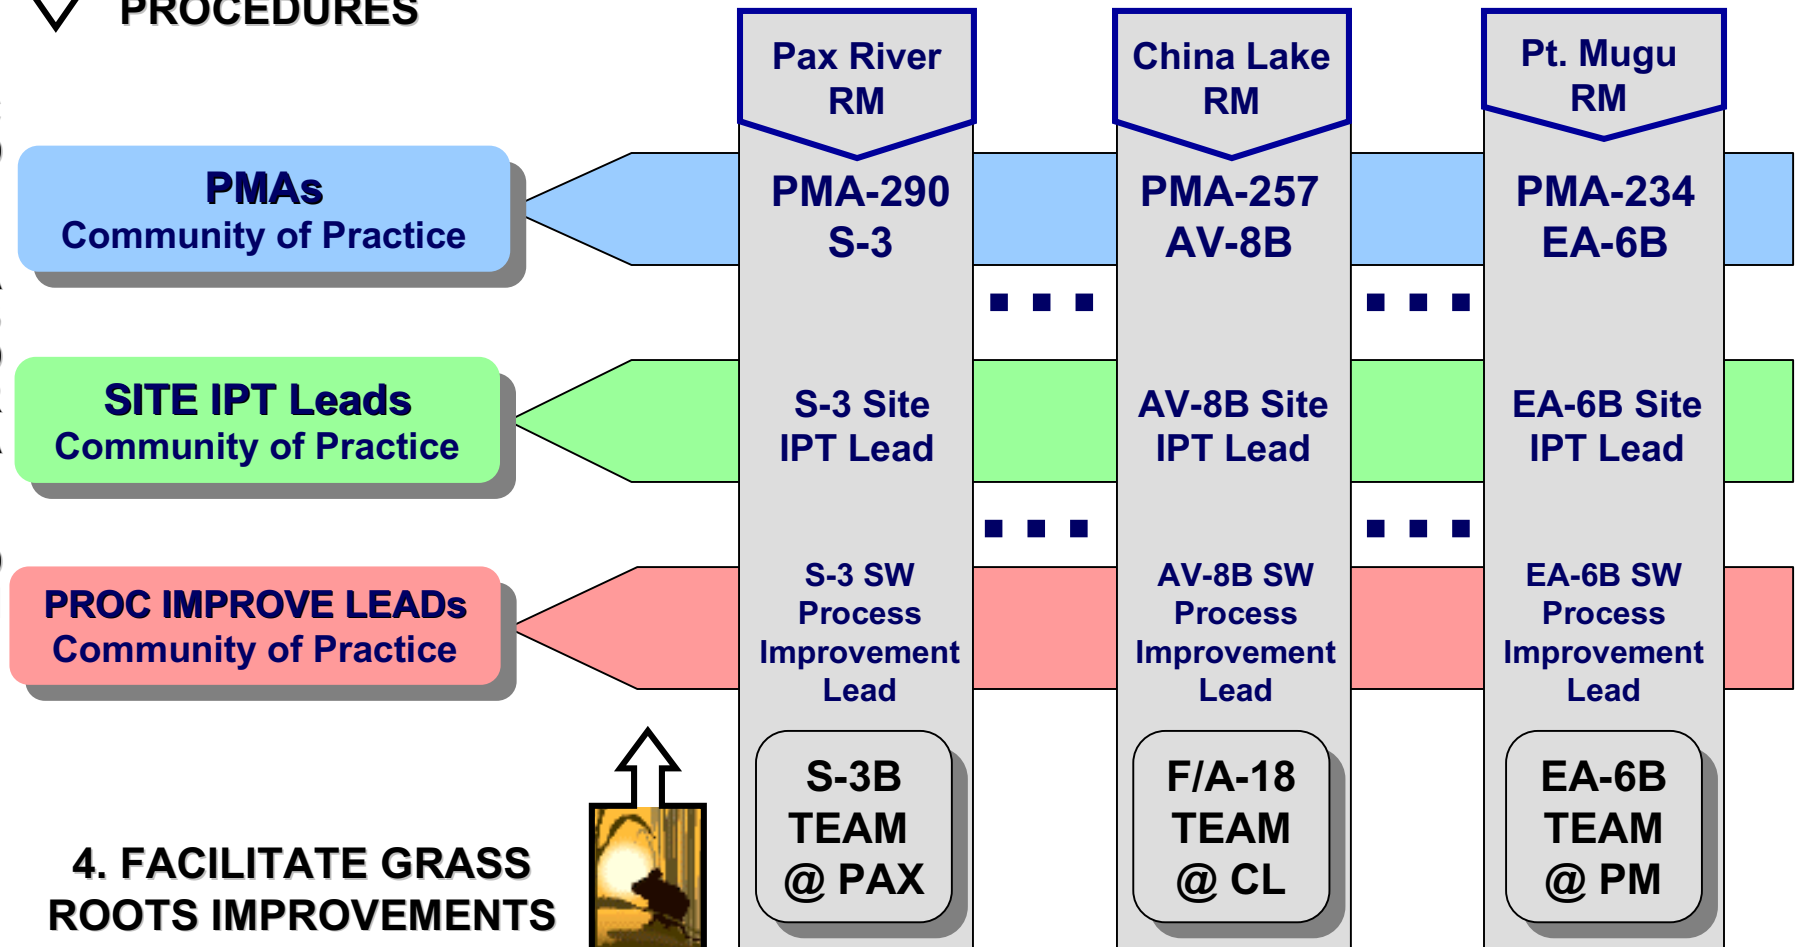 PROCEDURES
Pax River
RM
China Lake
RM
Pt. Mugu
RM
PMAs
Community of Practice
PMA-290
S-3
PMA-257
AV-8B
PMA-234
EA-6B
SITE IPT Leads
Community of Practice
S-3 Site
IPT Lead
AV-8B Site
IPT Lead
EA-6B Site
IPT Lead
PROC IMPROVE LEADs
Community of Practice
S-3 SW
Process
Improvement
Lead
AV-8B SW
Process
Improvement
Lead
EA-6B SW
Process
Improvement
Lead
S-3B
TEAM
@ PAX
F/A-18
TEAM
@ CL
EA-6B
TEAM
@ PM
4. FACILITATE GRASS
ROOTS IMPROVEMENTS